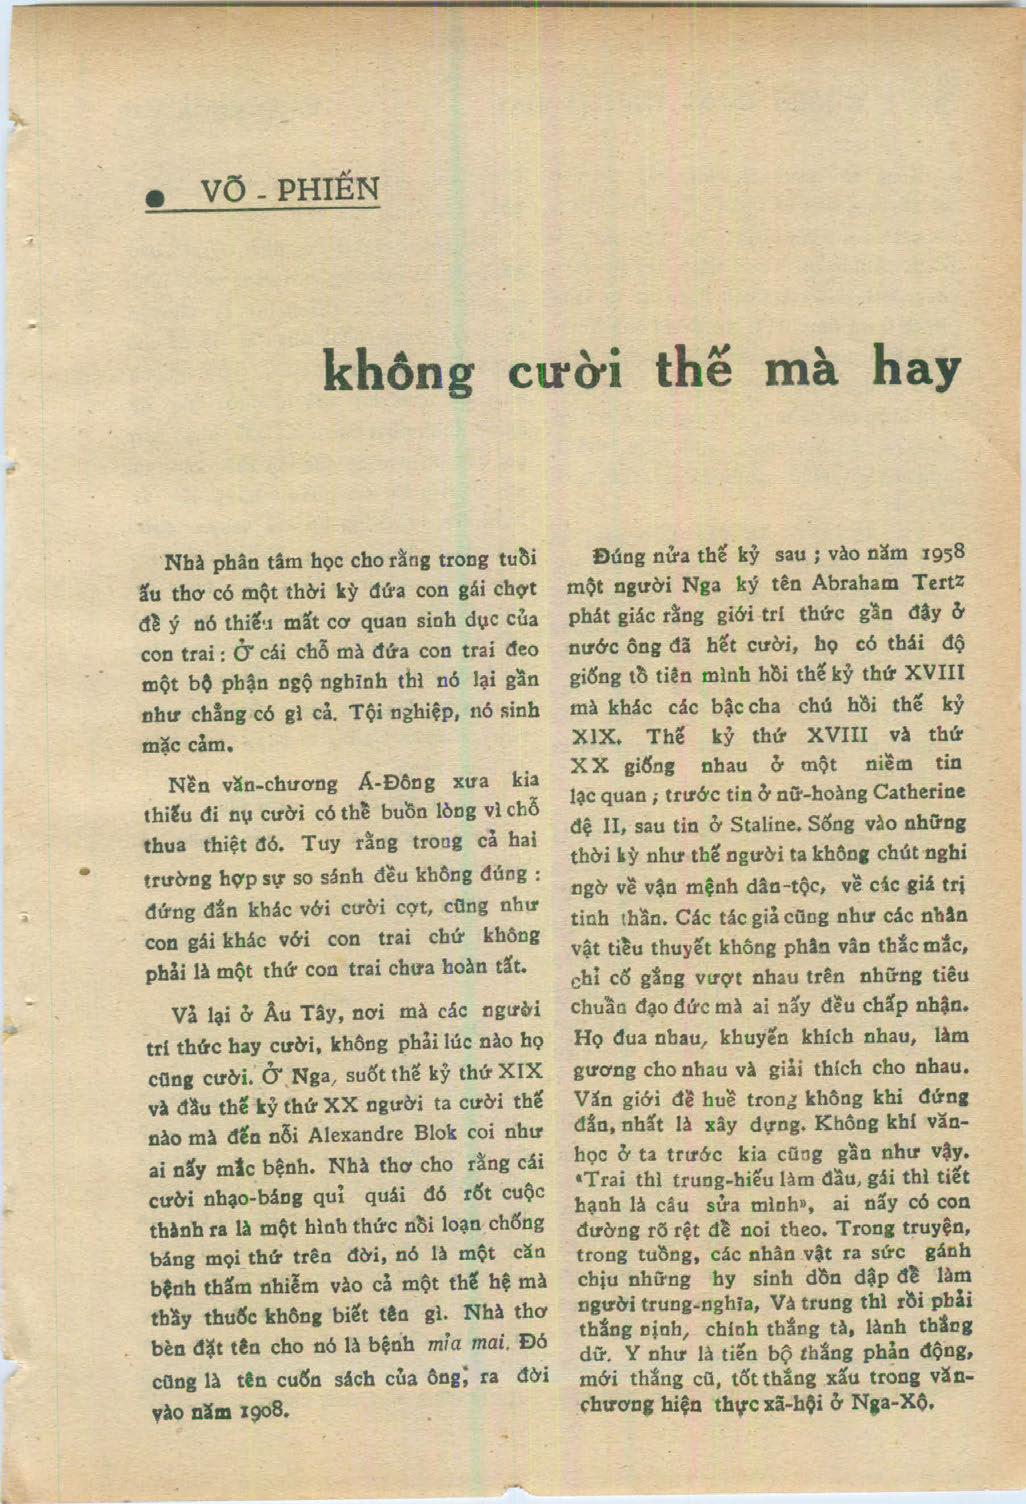 ● VÕ - PHIẾN
không cười thế mà hay
Nhà phân tâm học cho rằng trong tuổi
ấu thơ có một thời kỳ đứa con gái chợt
để ý nó thiếu mất cơ quan sinh dục của
con trai : Ở cái chỗ mà đứa con trai đeo
một bộ phận ngộ nghĩnh thì nó lại gần
như chẳng có gì cả. Tội nghiệp, nó sinh
mặc cảm.
Nền văn-chương Á-Đông xưa kia
thiếu đi nụ cười có thể buồn lòng vì chỗ
thua thiệt đó. Tuy rằng trong cả hai
trường hợp sự so sánh đều không đúng :
đứng đắn khác với cười cợt, cũng như
con gái khác với con trai chứ không
phải là một thứ con trai chưa hoàn tất.
Vả lại ở Âu Tây, nơi mà các người
trí thức hay cười, không phải lúc nào họ
cũng cười. Ở Nga, suốt thế kỷ thứ XIX
và đầu thế kỷ thứ XX người ta cười thế
nào mà đến nỗi Alexandre Blok coi như
ai nấy mắc bệnh. Nhà thơ cho rằng cái
cười nhạo-báng quỉ quái đó rốt cuộc
thành ra là một hình thức nổi loạn chống
báng mọi thứ trên đời, nó là một căn
bệnh thấm nhiễm vào cả một thế hệ mà
thầy thuốc không biết tên gì. Nhà thơ
bèn đặt tên cho nó là bệnh mỉa mai. Đó
cũng là tên cuốn sách của ông, ra đời
vào năm 1908.
Đúng nửa thế kỷ sau ; vào năm 1958
một người Nga ký tên Abraham Tertz
phát giác rằng giới trí thức gần đây ở
nước ông đã hết cười, họ có thái độ
giống tổ tiện mình hồi thế kỷ thứ XVIII
mà khác các bậc cha chú hồi thế kỷ
XIX. Thế kỷ thứ XVIII và thứ
XX giống nhau ở một niềm tin
lạc quan ; trước tin ở nữ-hoàng Catherine
đệ II, sau tin ở Staline. Sống vào những
thời kỳ như thế người ta không chút nghi
ngờ về vận mệnh dân-tộc, về các giá trị
tinh thần. Các tác giả cũng như các nhân
vật tiểu thuyết không phân vân thắc mắc,
chỉ cố gắng vượt nhau trên những tiêu
chuẩn đạo đức mà ai nấy đều chấp nhận.
Họ đua nhau, khuyến khích nhau, làm
gương cho nhau và giải thích cho nhau.
Văn giới đề huề trong không khí đứng
đắn, nhất là xây dựng. Không khí văn-
học ở ta trước kia cũng gần như vậy.
«Trai thì trung-hiếu làm đầu, gái thì tiết
hạnh là câu sửa mình», ai nấy có con
đường rõ rệt để noi theo. Trong truyện,
trong tuồng, các nhân vật ra sức gánh
chịu những hy sinh dồn dập để làm
người trung-nghĩa, Và trung thì rồi phải
thắng nịnh, chính thắng tà, lành thắng
dữ. Y như là tiến bộ thắng phản động,
mới thắng cũ, tốt thắng xấu trong văn-
chương hiện thực xã-hội ở Nga-Xô.